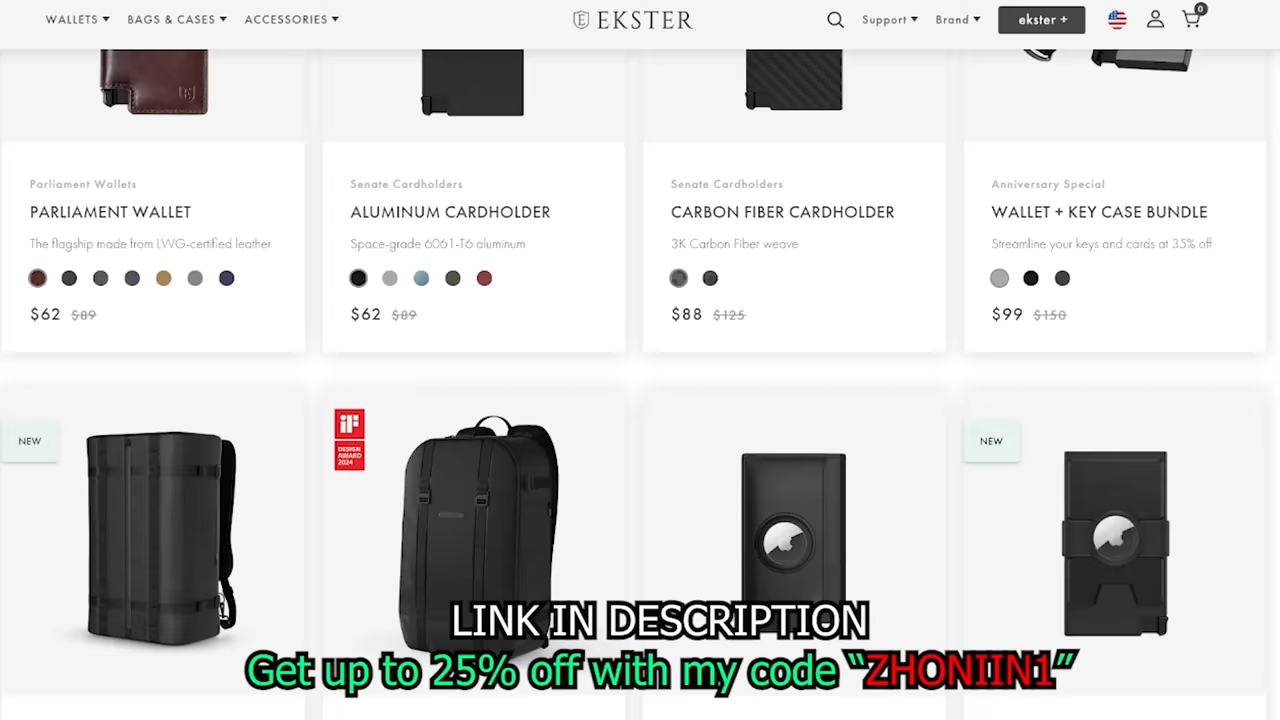 WALLETS BAGS & CASES ACCESSORIES EKSTER Support Brand ekster + 0
Parliament Wallets
PARLIAMENT WALLET
The flagship made from LWG-certified leather
$62 $89
Senate Cardholders
ALUMINUM CARDHOLDER
Space-grade 6061-T6 aluminum
$62 $89
Senate Cardholders
CARBON FIBER CARDHOLDER
3K Carbon Fiber weave
$88 $125
Anniversary Special
WALLET + KEY CASE BUNDLE
Streamline your keys and cards at 35% off
$99 $150
NEW
iF
DESIGN
AWARD
2024
NEW
LINK IN DESCRIPTION
Get up to 25% off with my code “ZHONIIN1”